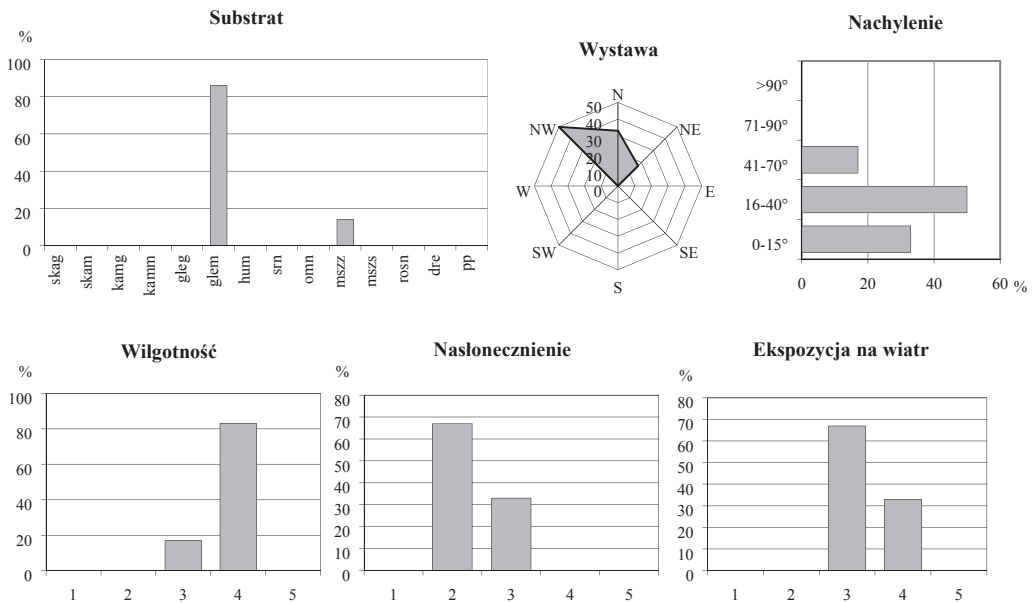 Substrat
%
100
80
60
40
20
0
skag skam kamg kamm gleg glem hum srn omn mszz mszs rosn dre pp
Wystawa
N
NE
E
SE
S
SW
W
NW
50
40
30
20
10
0
Nachylenie
>90°
71-90°
41-70°
16-40°
0-15°
0 20 40 60 %
Wilgotność
%
100
80
60
40
20
0
1 2 3 4 5
Nasłonecznienie
%
80
70
60
50
40
30
20
10
0
1 2 3 4 5
Ekspozycja na wiatr
%
80
70
60
50
40
30
20
10
0
1 2 3 4 5